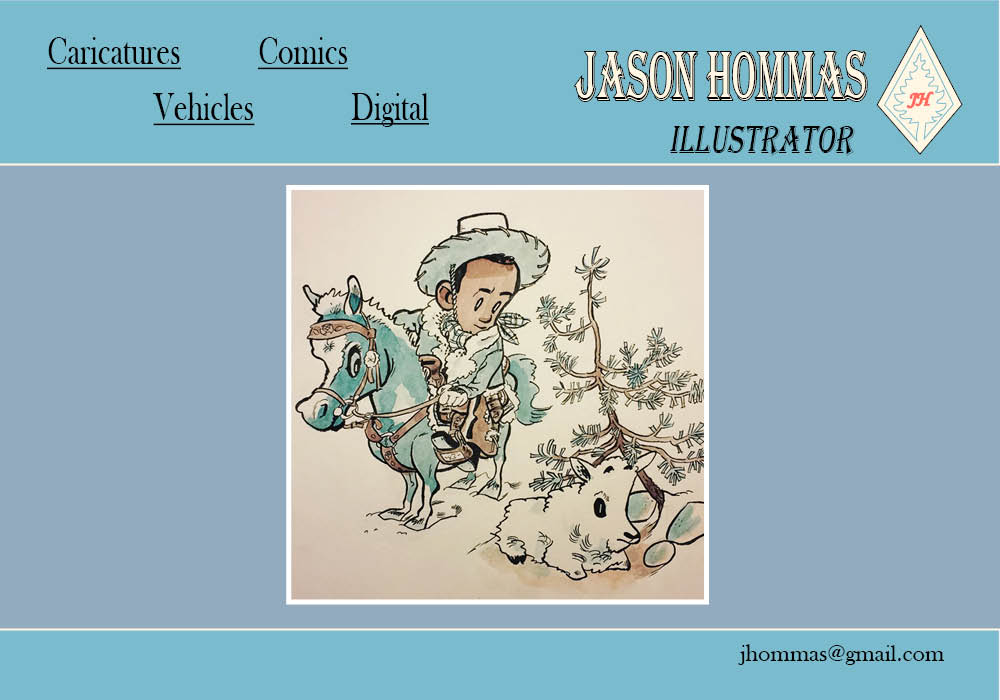 Caricatures Comics
Vehicles Digital
JASON HOMMAS
ILLUSTRATOR
JH
jhommas@gmail.com